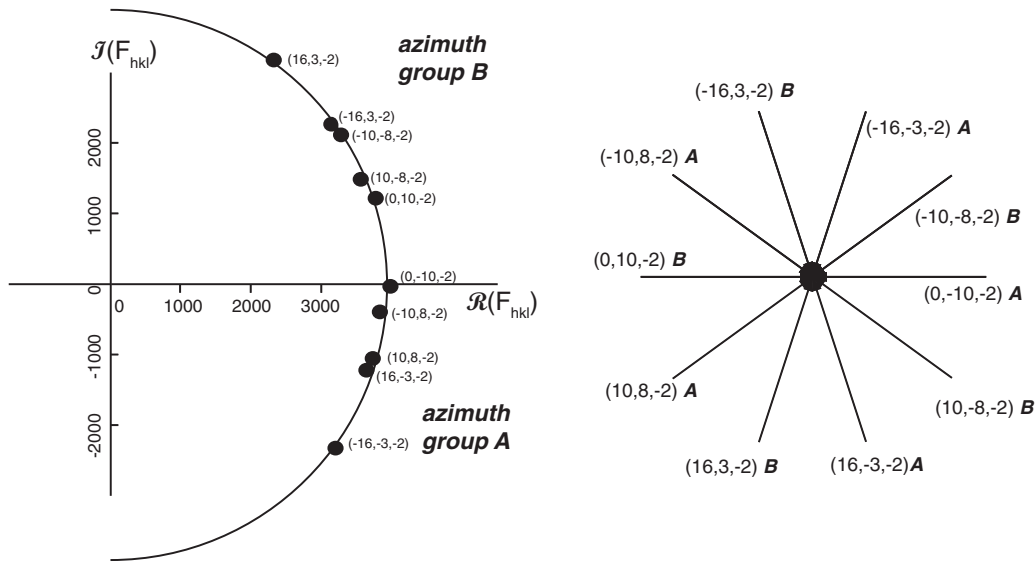 ℐ(F_hkl)
azimuth
group B
(16,3,-2)
(-16,3,-2)
(-10,-8,-2)
(10,-8,-2)
(0,10,-2)
(0,-10,-2)
2000
1000
0
-1000
-2000
0
1000
2000
3000
ℛ(F_hkl)
(-10,8,-2)
(10,8,-2)
(16,-3,-2)
azimuth
group A
(-16,-3,-2)
(-16,3,-2) B
(-16,-3,-2) A
(-10,8,-2) A
(-10,-8,-2) B
(0,10,-2) B
(0,-10,-2) A
(10,8,-2) A
(10,-8,-2) B
(16,3,-2) B
(16,-3,-2)A